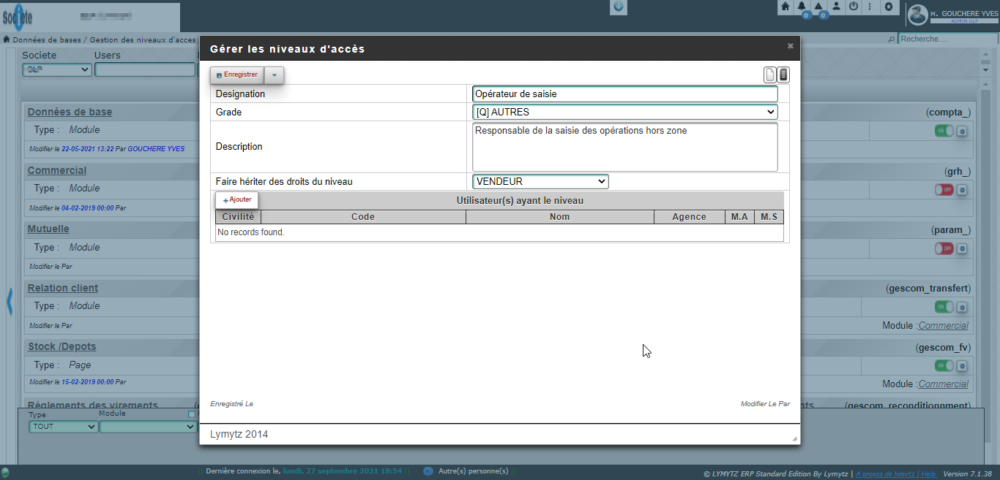 Societe
M. GOUCHERE YVES
ADMIN GLP
0 0
Données de bases / Gestion des niveaux d'acces
Recherche....
Societe Users
GLP
Gérer les niveaux d'accès
Enregistrer
Designation Opérateur de saisie
Grade [Q] AUTRES
Description Responsable de la saisie des opérations hors zone
Faire hériter des droits du niveau VENDEUR
Ajouter Utilisateur(s) ayant le niveau
Civilité Code Nom Agence M.A M.S
No records found.
Enregistré Le Modifier Le Par
Lymytz 2014
Données de base (compta_)
Type : Module ON
Modifier le 22-05-2021 13:22 Par GOUCHERE YVES
Commercial (grh_)
Type : Module OFF
Modifier le 04-02-2019 00:00 Par
Mutuelle (param_)
Type : Module OFF
Modifier le Par
Relation client (gescom_transfert)
Type : Module ON
Modifier le Par Module :Commercial
Stock /Depots (gescom_fv)
Type : Page ON
Modifier le 15-02-2019 00:00 Par Module :Commercial
Règlements des virements (gescom_reconditionnment)
Type Module
TOUT
Dernière connexion le, lundi, 27 septembre 2021 18:54 Autre(s) personne(s)
© LYMYTZ ERP Standard Edition By Lymytz | A propos de lymytz | Help Version 7.1.38